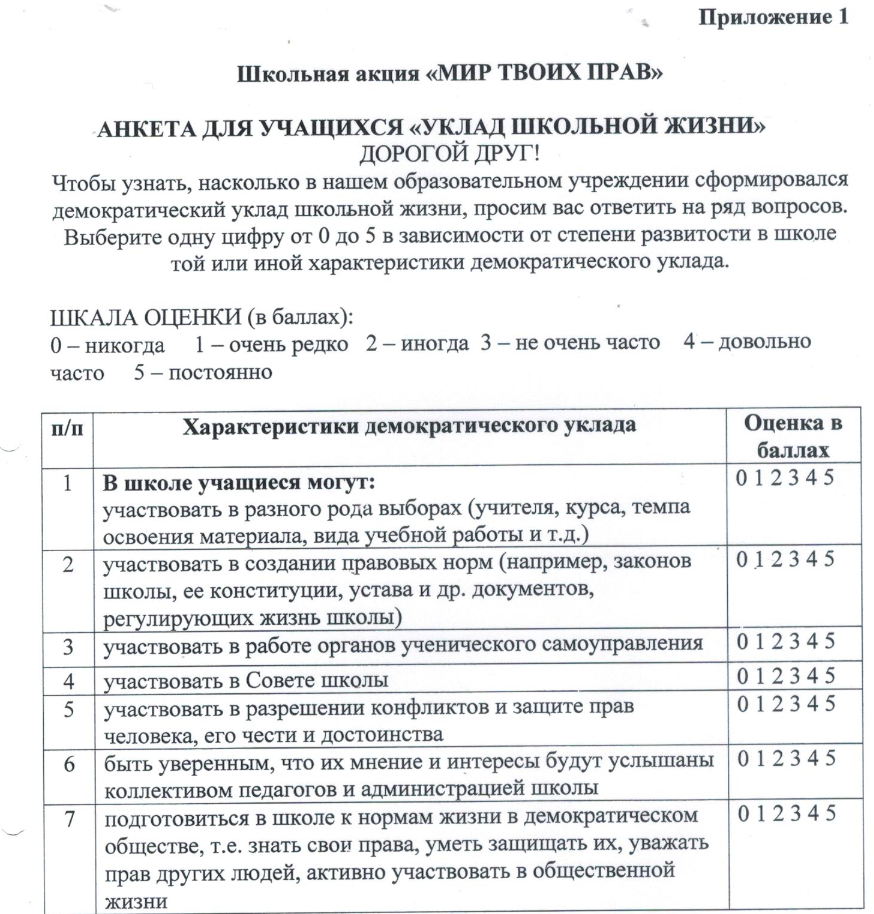 Приложение 1
Школьная акция «МИР ТВОИХ ПРАВ»
АНКЕТА ДЛЯ УЧАЩИХСЯ «УКЛАД ШКОЛЬНОЙ ЖИЗНИ»
ДОРОГОЙ ДРУГ!
Чтобы узнать, насколько в нашем образовательном учреждении сформировался
демократический уклад школьной жизни, просим вас ответить на ряд вопросов.
Выберите одну цифру от 0 до 5 в зависимости от степени развитости в школе
той или иной характеристики демократического уклада.
ШКАЛА ОЦЕНКИ (в баллах):
0 – никогда 1 – очень редко 2 – иногда 3 – не очень часто 4 – довольно
часто 5 – постоянно
п/п Характеристики демократического уклада Оценка в
баллах
1 В школе учащиеся могут: 0 1 2 3 4 5
участвовать в разного рода выборах (учителя, курса, темпа
освоения материала, вида учебной работы и т.д.)
2 участвовать в создании правовых норм (например, законов 0 1 2 3 4 5
школы, ее конституции, устава и др. документов,
регулирующих жизнь школы)
3 участвовать в работе органов ученического самоуправления 0 1 2 3 4 5
4 участвовать в Совете школы 0 1 2 3 4 5
5 участвовать в разрешении конфликтов и защите прав 0 1 2 3 4 5
человека, его чести и достоинства
6 быть уверенным, что их мнение и интересы будут услышаны 0 1 2 3 4 5
коллективом педагогов и администрацией школы
7 подготовиться в школе к нормам жизни в демократическом 0 1 2 3 4 5
обществе, т.е. знать свои права, уметь защищать их, уважать
прав других людей, активно участвовать в общественной
жизни